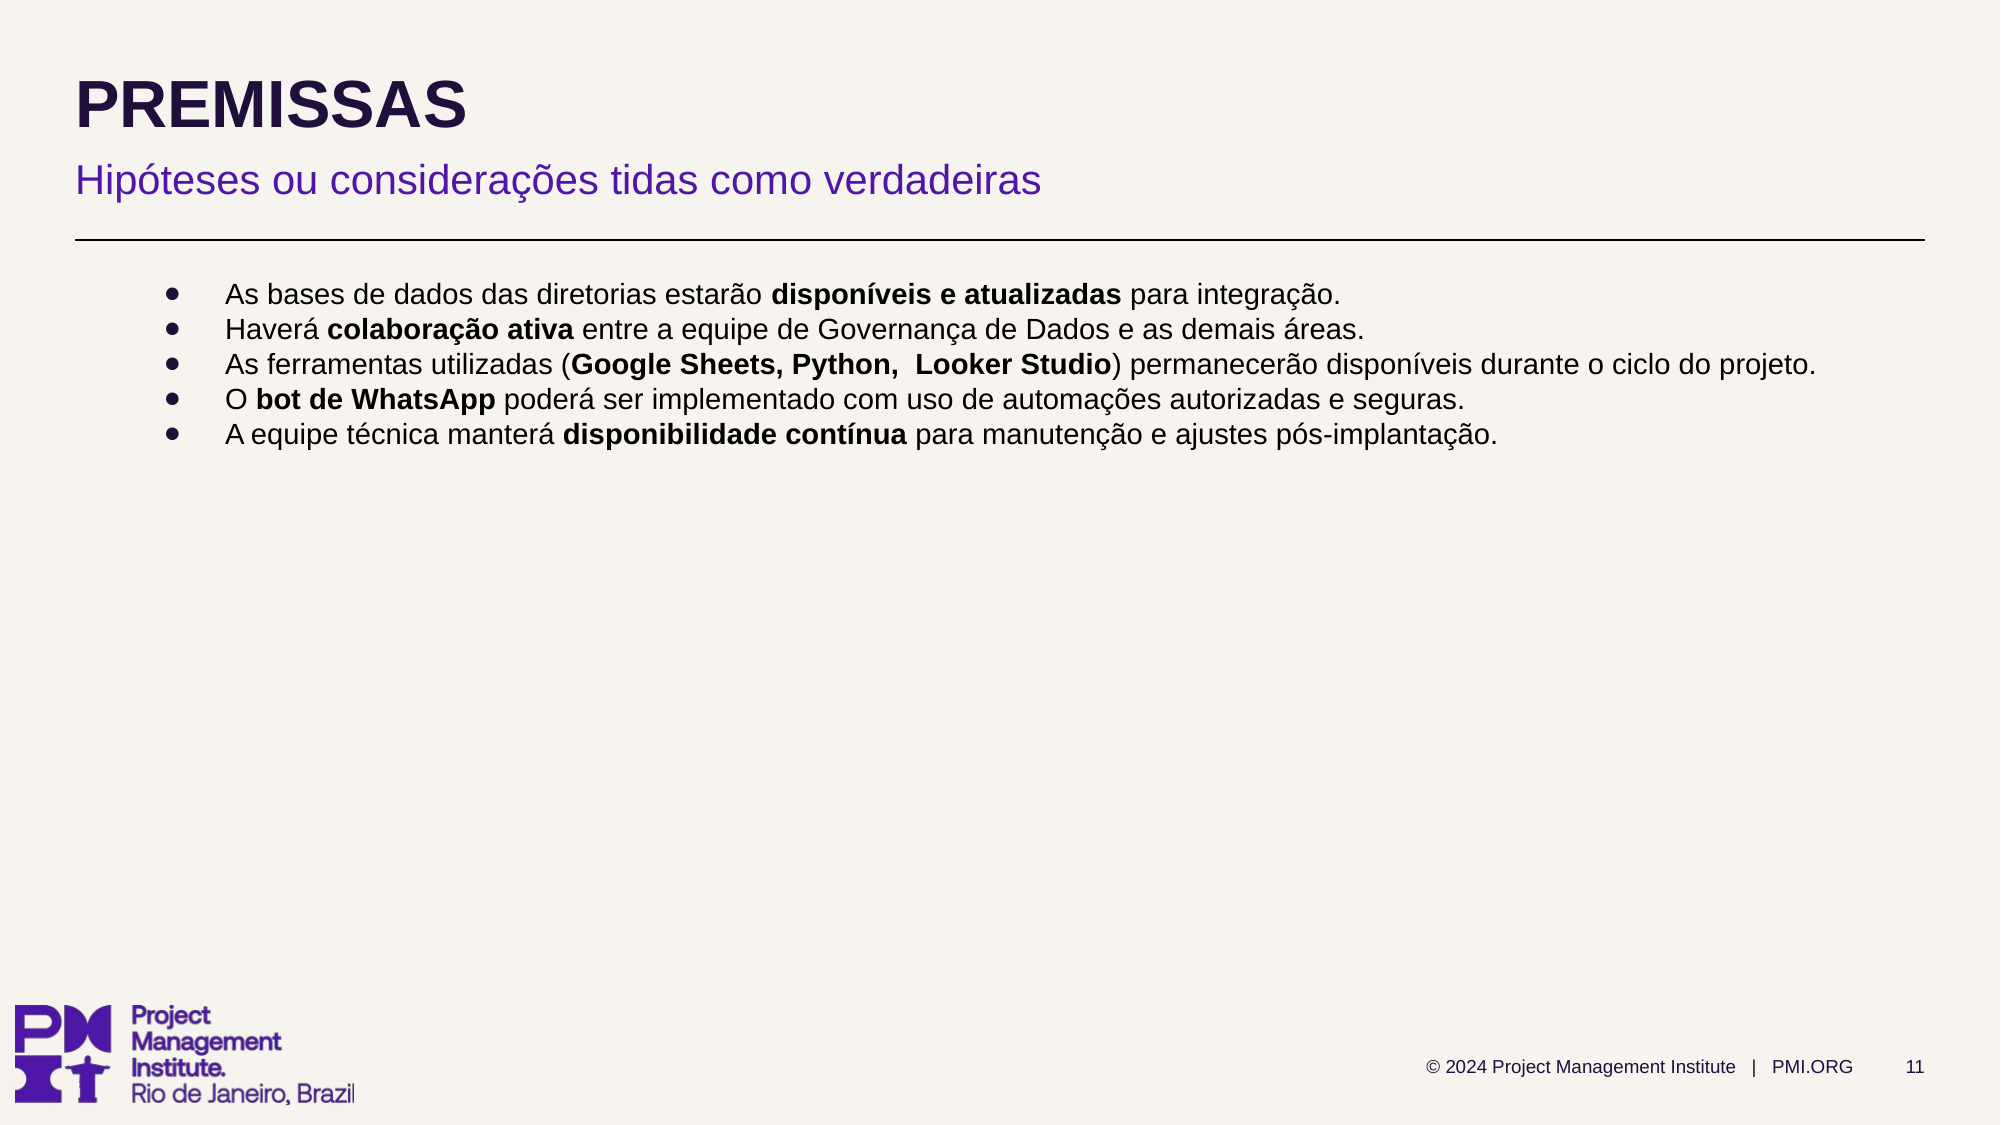 PREMISSAS
Hipóteses ou considerações tidas como verdadeiras
● As bases de dados das diretorias estarão disponíveis e atualizadas para integração.
● Haverá colaboração ativa entre a equipe de Governança de Dados e as demais áreas.
● As ferramentas utilizadas (Google Sheets, Python,  Looker Studio) permanecerão disponíveis durante o ciclo do projeto.
● O bot de WhatsApp poderá ser implementado com uso de automações autorizadas e seguras.
● A equipe técnica manterá disponibilidade contínua para manutenção e ajustes pós-implantação.
Project
Management
Institute.
Rio de Janeiro, Brazil
© 2024 Project Management Institute | PMI.ORG 11